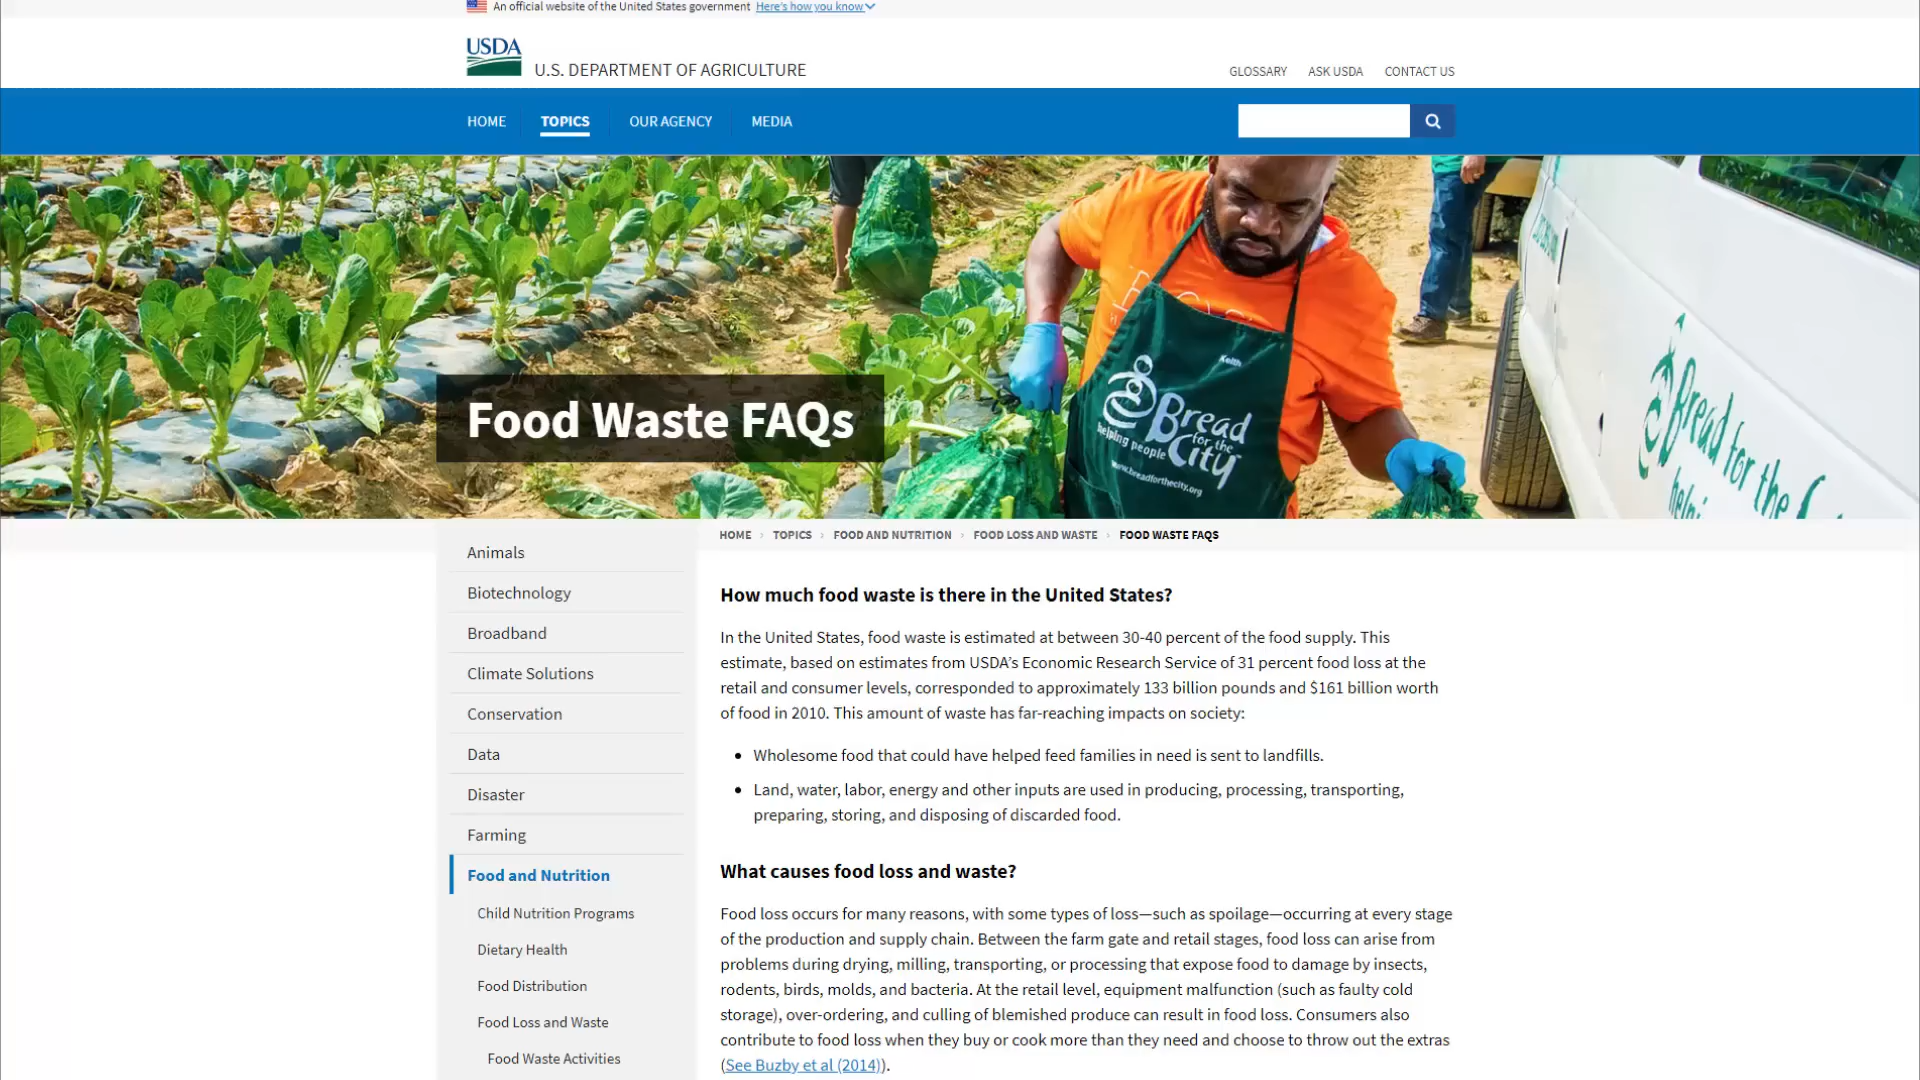 An official website of the United States government Here's how you know
USDA
U.S. DEPARTMENT OF AGRICULTURE
GLOSSARY ASK USDA CONTACT US
HOME TOPICS OUR AGENCY MEDIA
Keith
Bread
for the
City
helping people
www.breadforthecity.org
Bread for the
Food Waste FAQs
HOME › TOPICS › FOOD AND NUTRITION › FOOD LOSS AND WASTE › FOOD WASTE FAQS
Animals
Biotechnology
Broadband
Climate Solutions
Conservation
Data
Disaster
Farming
Food and Nutrition
Child Nutrition Programs
Dietary Health
Food Distribution
Food Loss and Waste
Food Waste Activities
How much food waste is there in the United States?
In the United States, food waste is estimated at between 30-40 percent of the food supply. This
estimate, based on estimates from USDA’s Economic Research Service of 31 percent food loss at the
retail and consumer levels, corresponded to approximately 133 billion pounds and $161 billion worth
of food in 2010. This amount of waste has far-reaching impacts on society:
• Wholesome food that could have helped feed families in need is sent to landfills.
• Land, water, labor, energy and other inputs are used in producing, processing, transporting,
preparing, storing, and disposing of discarded food.
What causes food loss and waste?
Food loss occurs for many reasons, with some types of loss—such as spoilage—occurring at every stage
of the production and supply chain. Between the farm gate and retail stages, food loss can arise from
problems during drying, milling, transporting, or processing that expose food to damage by insects,
rodents, birds, molds, and bacteria. At the retail level, equipment malfunction (such as faulty cold
storage), over-ordering, and culling of blemished produce can result in food loss. Consumers also
contribute to food loss when they buy or cook more than they need and choose to throw out the extras
(See Buzby et al (2014)).